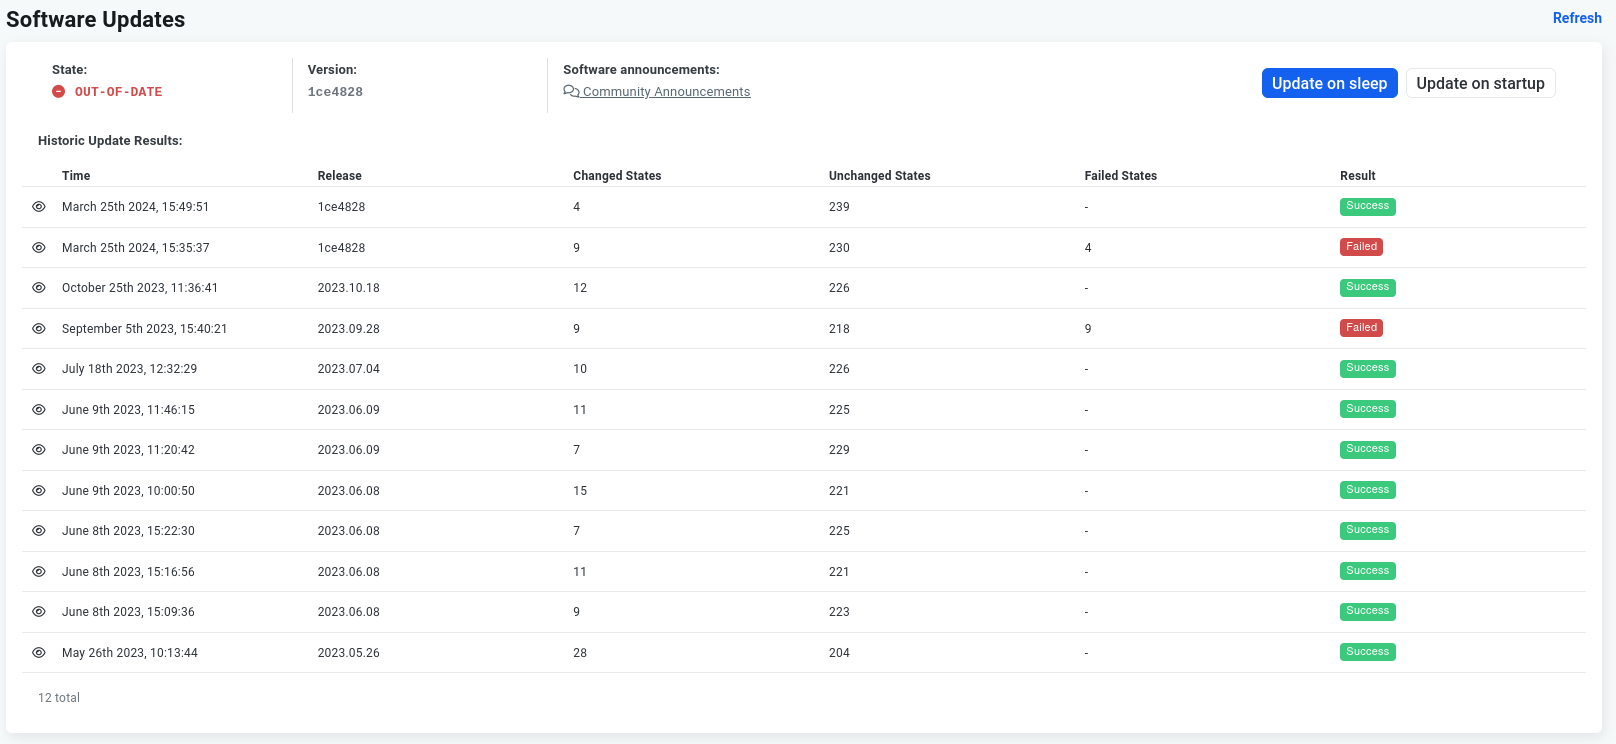 Software Updates
Refresh
State: Version: Software announcements:
OUT-OF-DATE 1ce4828 Community Announcements Update on sleep Update on startup
Historic Update Results:
Time Release Changed States Unchanged States Failed States Result
March 25th 2024, 15:49:51 1ce4828 4 239 - Success
March 25th 2024, 15:35:37 1ce4828 9 230 4 Failed
October 25th 2023, 11:36:41 2023.10.18 12 226 - Success
September 5th 2023, 15:40:21 2023.09.28 9 218 9 Failed
July 18th 2023, 12:32:29 2023.07.04 10 226 - Success
June 9th 2023, 11:46:15 2023.06.09 11 225 - Success
June 9th 2023, 11:20:42 2023.06.09 7 229 - Success
June 9th 2023, 10:00:50 2023.06.08 15 221 - Success
June 8th 2023, 15:22:30 2023.06.08 7 225 - Success
June 8th 2023, 15:16:56 2023.06.08 11 221 - Success
June 8th 2023, 15:09:36 2023.06.08 9 223 - Success
May 26th 2023, 10:13:44 2023.05.26 28 204 - Success
12 total